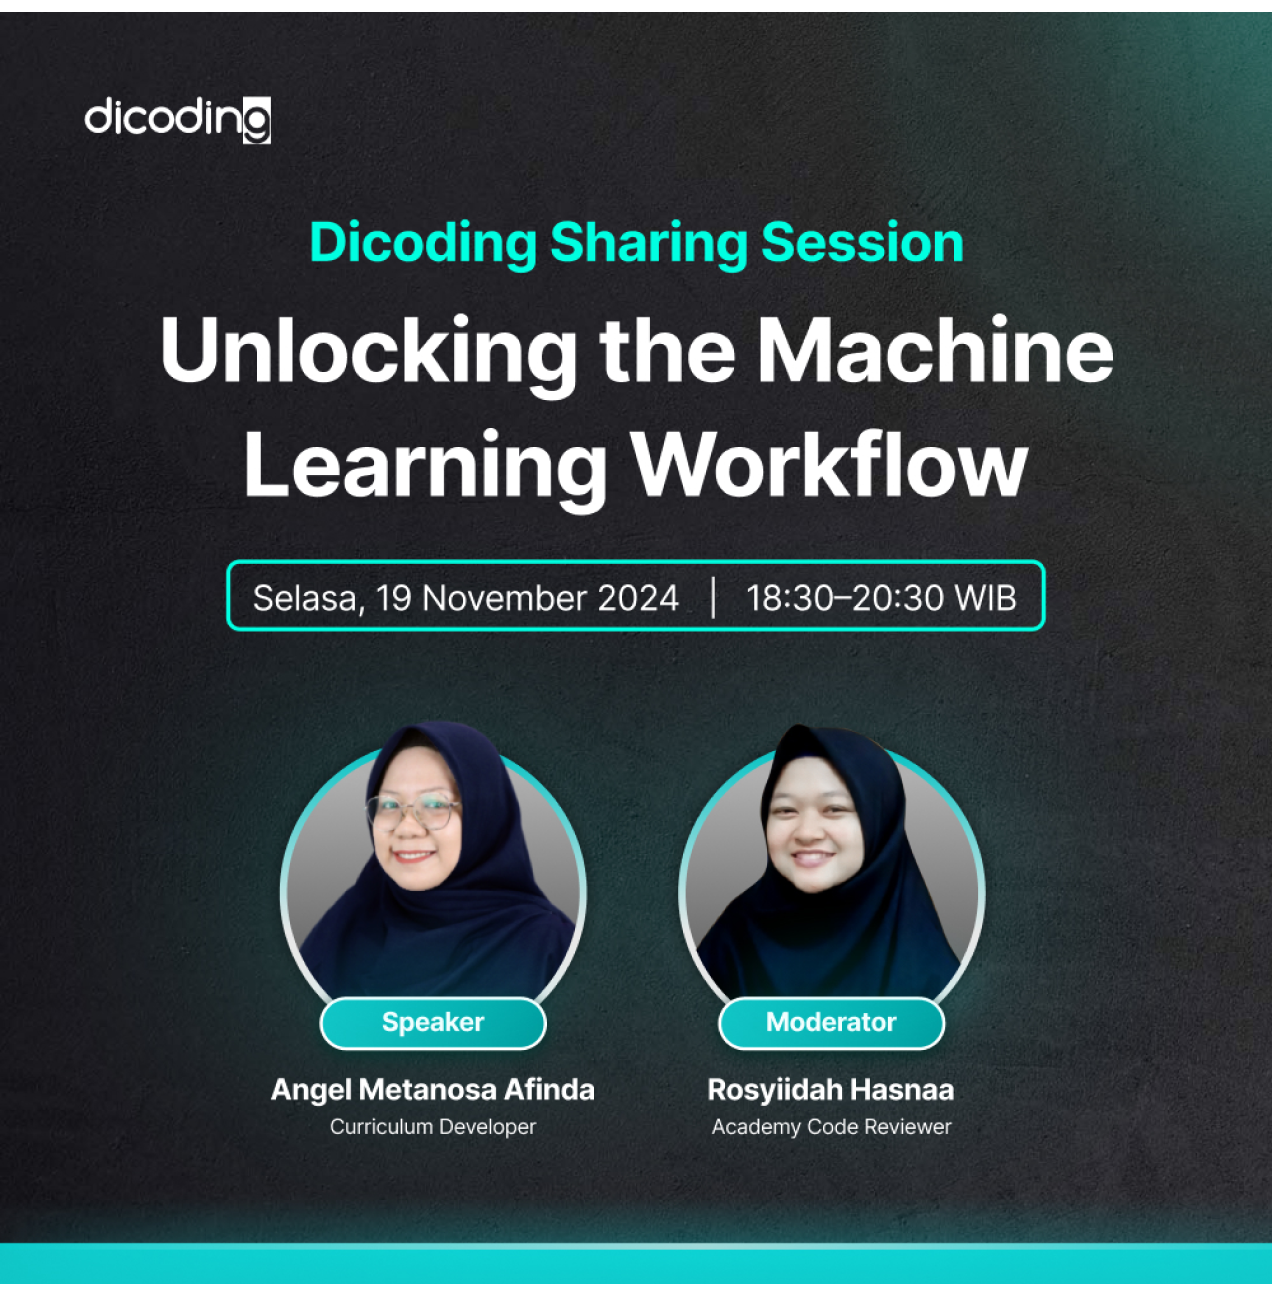 dicoding
Dicoding Sharing Session
Unlocking the Machine
Learning Workflow
Selasa, 19 November 2024 | 18:30–20:30 WIB
Speaker
Moderator
Angel Metanosa Afinda
Rosyiidah Hasnaa
Curriculum Developer
Academy Code Reviewer